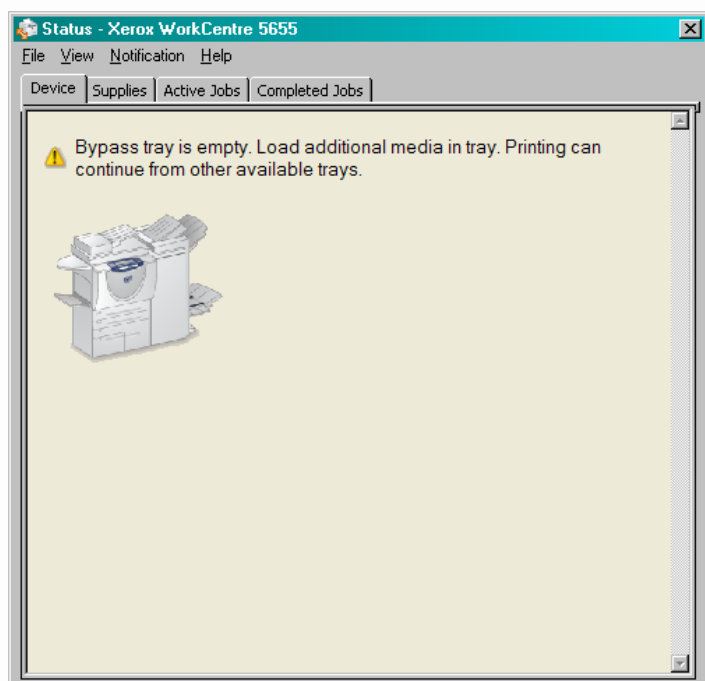 Status - Xerox WorkCentre 5655
File View Notification Help
Device Supplies Active Jobs Completed Jobs
Bypass tray is empty. Load additional media in tray. Printing can
continue from other available trays.